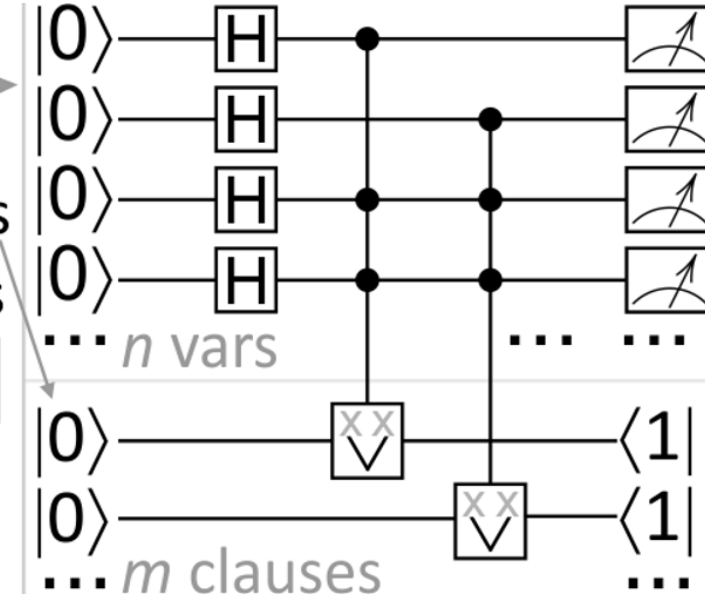 |0⟩ H
|0⟩ H
|0⟩ H
s
|0⟩ H
s
... n vars ... ...
|0⟩ x x ∨ ⟨1|
|0⟩ x x ∨ ⟨1|
... m clauses ...